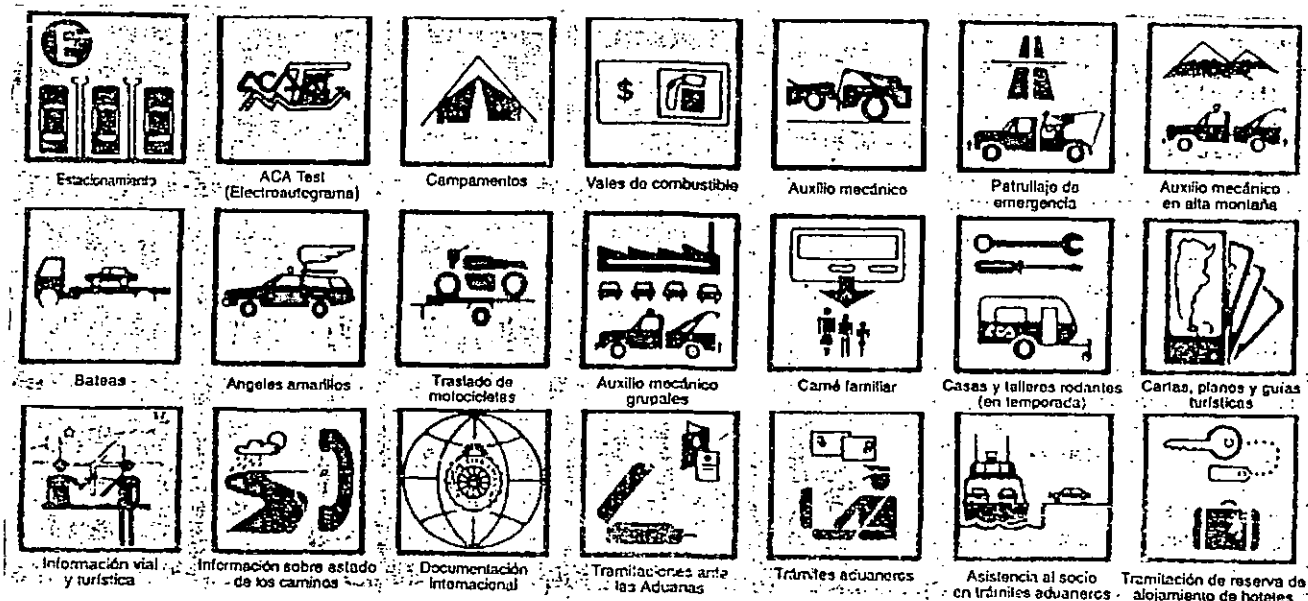 E
Estacionamiento
ACA Test
ACA Test
(Electroautograma)
Campamentos
$
Vales de combustible
Auxilio mecánico
Patrullajo de
emergencia
Auxilio mecánico
en alta montaña
Bateas
Angeles amarillos
Traslado de
motocicletas
Auxilio mecánico
grupales
Carné familiar
Casas y talleres rodantes
(en temporada)
Cartas, planos y guías
turísticas
Información vial
y turística
Información sobre estado
de los caminos
Documentación
Internacional
Tramitaciones ante
las Aduanas
Trámites aduaneros
Asistencia al socio
en trámites aduaneros
Tramitación de reserva de
alojamiento de hoteles